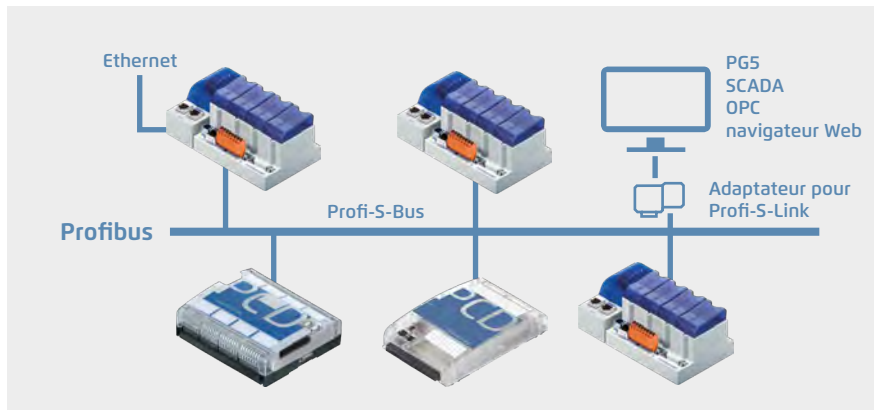 Ethernet
PG5
SCADA
OPC
navigateur Web
Adaptateur pour
Profi-S-Link
Profi-S-Bus
Profibus
PCD
PCD